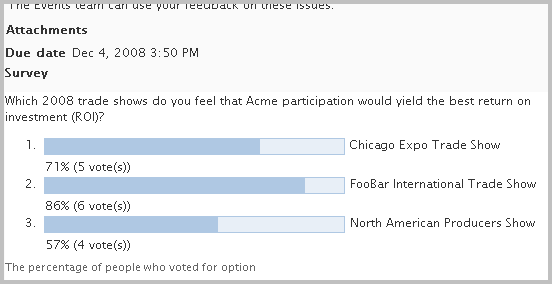 The Events team can use your feedback on these issues.
Attachments
Due date Dec 4, 2008 3:50 PM
Survey
Which 2008 trade shows do you feel that Acme participation would yield the best return on
investment (ROI)?
1. Chicago Expo Trade Show
71% (5 vote(s))
2. FooBar International Trade Show
86% (6 vote(s))
3. North American Producers Show
57% (4 vote(s))
The percentage of people who voted for option